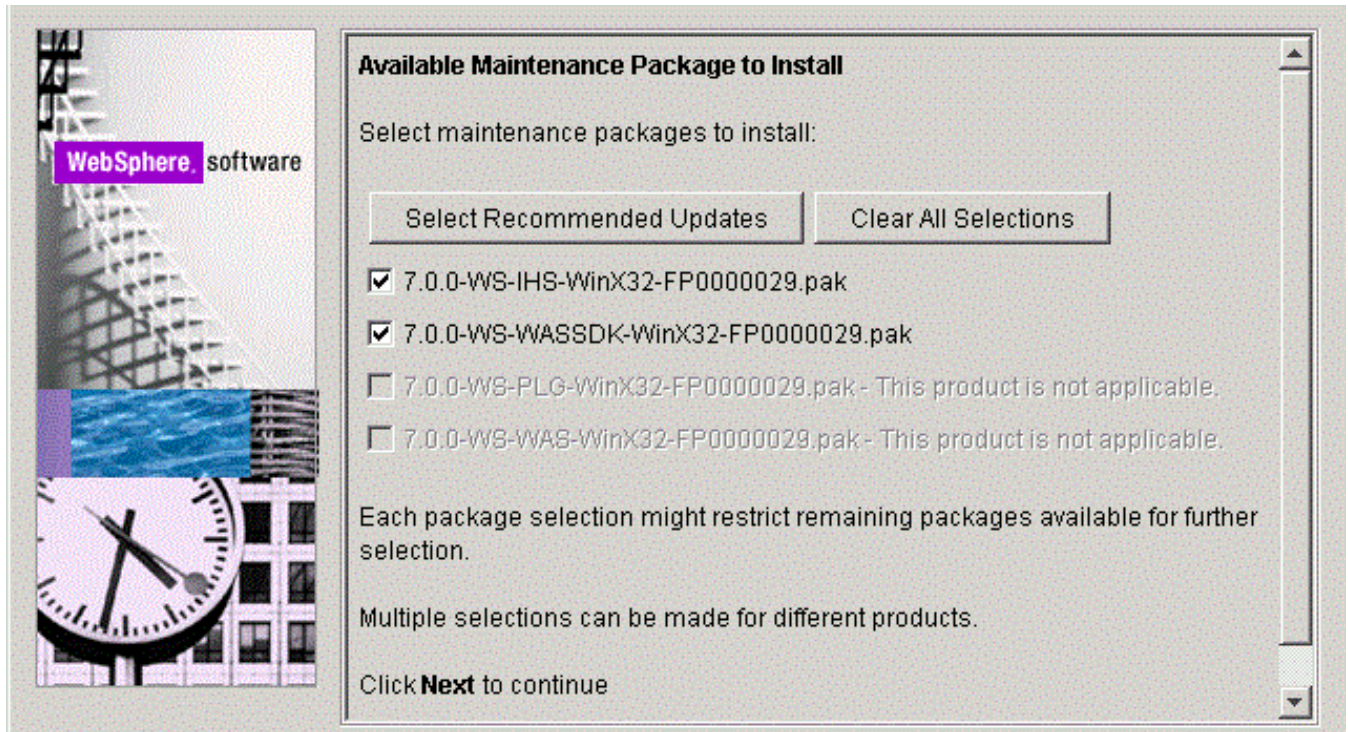 WebSphere. software
Available Maintenance Package to Install
Select maintenance packages to install:
Select Recommended Updates
Clear All Selections
7.0.0-WS-IHS-WinX32-FP0000029.pak
7.0.0-WS-WASSDK-WinX32-FP0000029.pak
7.0.0-WS-PLG-WinX32-FP0000029.pak - This product is not applicable.
7.0.0-WS-WAS-WinX32-FP0000029.pak - This product is not applicable.
Each package selection might restrict remaining packages available for further
selection.
Multiple selections can be made for different products.
Click Next to continue